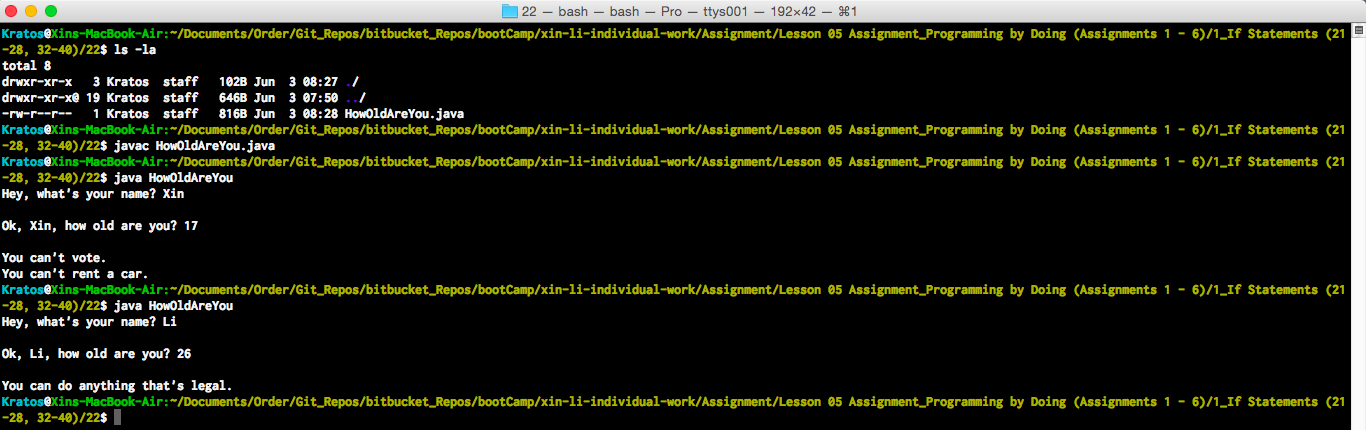 22 — bash — bash — Pro — ttys001 — 192×42 — ⌘1
Kratos@Xins-MacBook-Air:~/Documents/Order/Git_Repos/bitbucket_Repos/bootCamp/xin-li-individual-work/Assignment/Lesson 05 Assignment_Programming by Doing (Assignments 1 - 6)/1_If Statements (21
-28, 32-40)/22$ ls -la
total 8
drwxr-xr-x   3 Kratos  staff   102B Jun  3 08:27 ./
drwxr-xr-x@ 19 Kratos  staff   646B Jun  3 07:50 ../
-rw-r--r--   1 Kratos  staff   816B Jun  3 08:28 HowOldAreYou.java
Kratos@Xins-MacBook-Air:~/Documents/Order/Git_Repos/bitbucket_Repos/bootCamp/xin-li-individual-work/Assignment/Lesson 05 Assignment_Programming by Doing (Assignments 1 - 6)/1_If Statements (21
-28, 32-40)/22$ javac HowOldAreYou.java
Kratos@Xins-MacBook-Air:~/Documents/Order/Git_Repos/bitbucket_Repos/bootCamp/xin-li-individual-work/Assignment/Lesson 05 Assignment_Programming by Doing (Assignments 1 - 6)/1_If Statements (21
-28, 32-40)/22$ java HowOldAreYou
Hey, what's your name? Xin
Ok, Xin, how old are you? 17
You can't vote.
You can't rent a car.
Kratos@Xins-MacBook-Air:~/Documents/Order/Git_Repos/bitbucket_Repos/bootCamp/xin-li-individual-work/Assignment/Lesson 05 Assignment_Programming by Doing (Assignments 1 - 6)/1_If Statements (21
-28, 32-40)/22$ java HowOldAreYou
Hey, what's your name? Li
Ok, Li, how old are you? 26
You can do anything that's legal.
Kratos@Xins-MacBook-Air:~/Documents/Order/Git_Repos/bitbucket_Repos/bootCamp/xin-li-individual-work/Assignment/Lesson 05 Assignment_Programming by Doing (Assignments 1 - 6)/1_If Statements (21
-28, 32-40)/22$